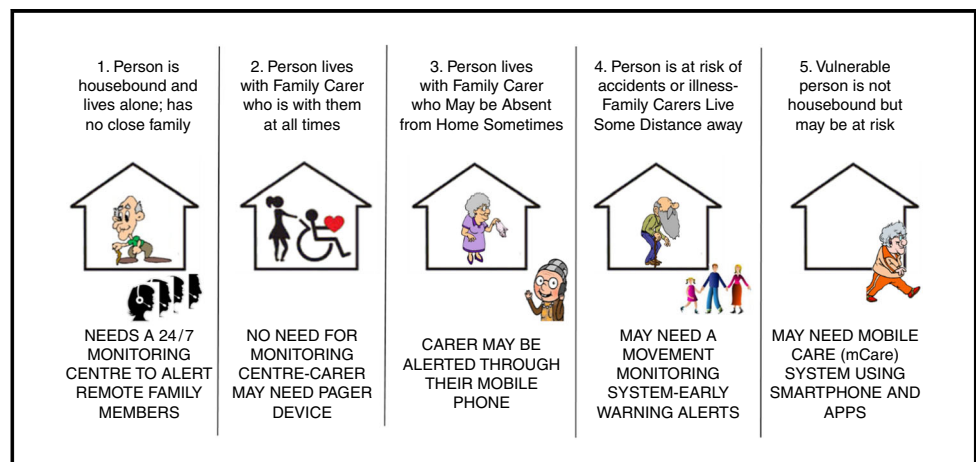 1. Person is
housebound and
lives alone; has
no close family
NEEDS A 24/7
MONITORING
CENTRE TO ALERT
REMOTE FAMILY
MEMBERS
2. Person lives
with Family Carer
who is with them
at all times
NO NEED FOR
MONITORING
CENTRE-CARER
MAY NEED PAGER
DEVICE
3. Person lives
with Family Carer
who May be Absent
from Home Sometimes
CARER MAY BE
ALERTED THROUGH
THEIR MOBILE
PHONE
4. Person is at risk of
accidents or illness-
Family Carers Live
Some Distance away
MAY NEED A
MOVEMENT
MONITORING
SYSTEM-EARLY
WARNING ALERTS
5. Vulnerable
person is not
housebound but
may be at risk
MAY NEED MOBILE
CARE (mCare)
SYSTEM USING
SMARTPHONE AND
APPS